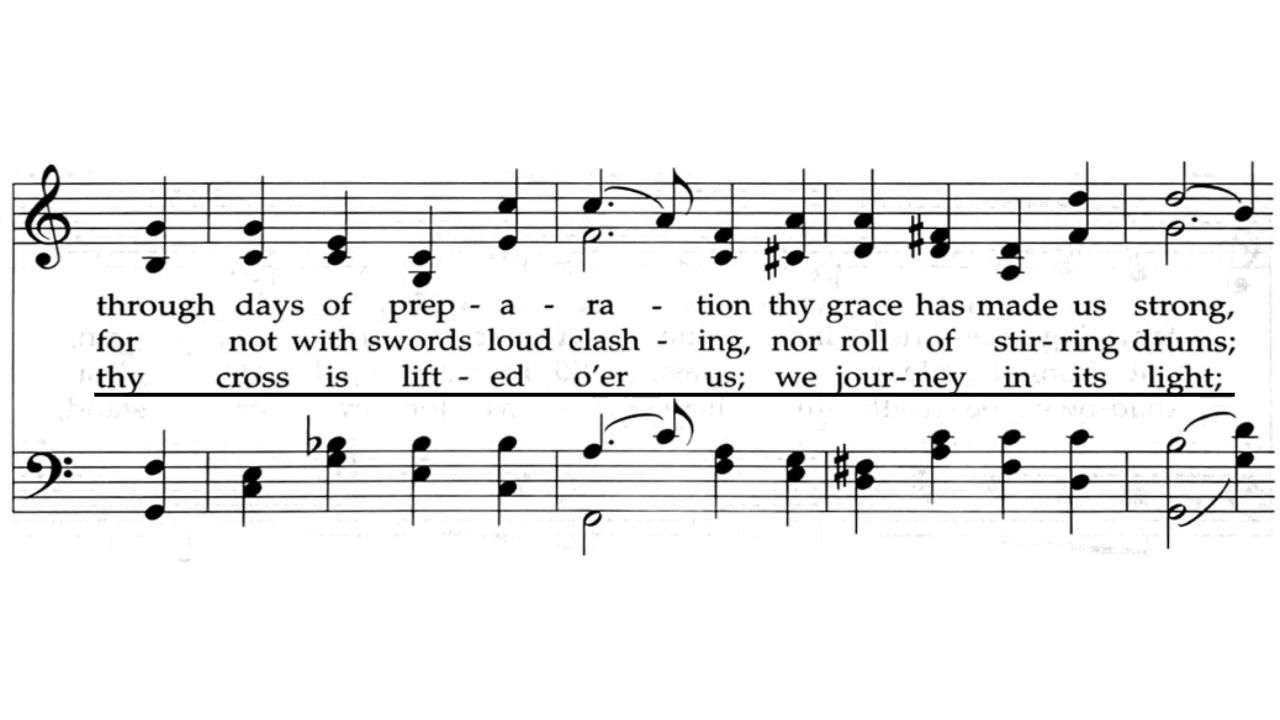 through days of prep - a - ra - tion thy grace has made us strong,
for not with swords loud clash - ing, nor roll of stir - ring drums;
thy cross is lift - ed o'er us; we jour - ney in its light;